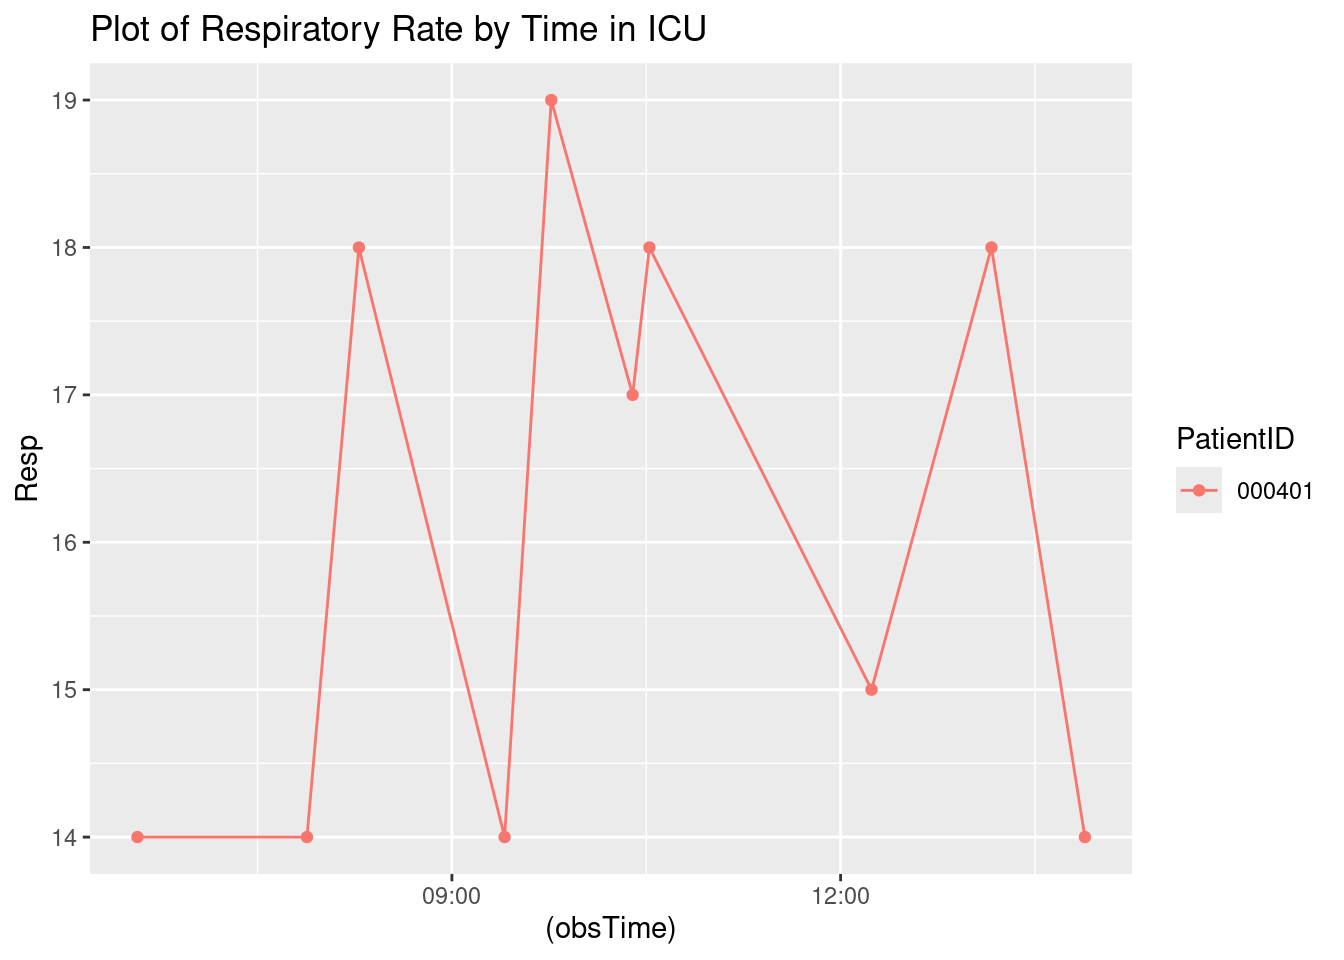 Plot of Respiratory Rate by Time in ICU
19
18
17
16
15
14
Resp
09:00
12:00
(obsTime)
PatientID
000401